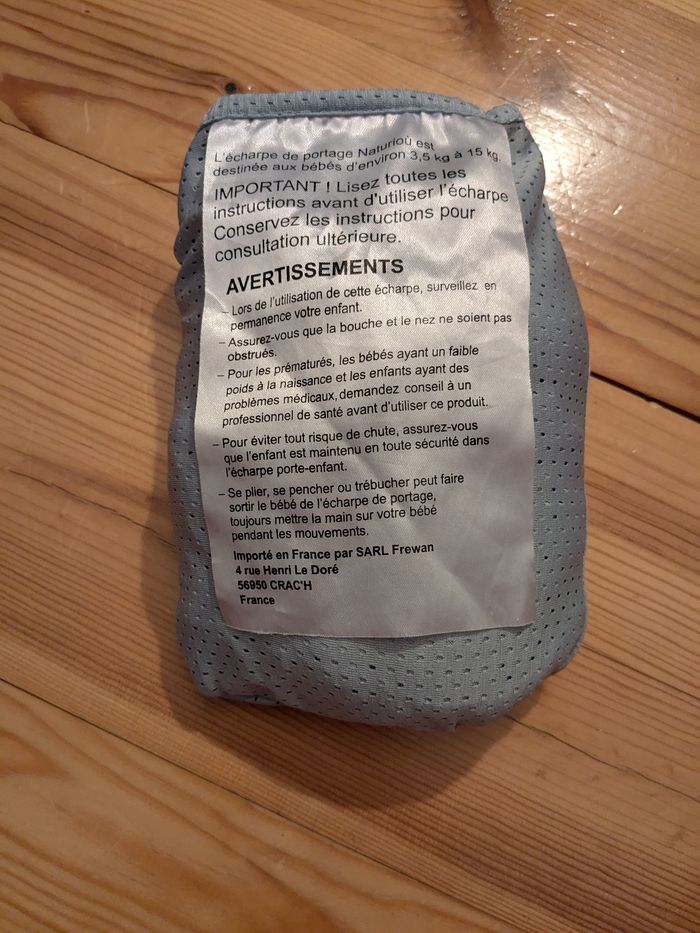 L'écharpe de portage Naturioù est
destinée aux bébés d'environ 3,5 kg à 15 kg.
IMPORTANT ! Lisez toutes les
instructions avant d'utiliser l'écharpe
Conservez les instructions pour
consultation ultérieure.
AVERTISSEMENTS
– Lors de l'utilisation de cette écharpe, surveillez en
permanence votre enfant.
– Assurez-vous que la bouche et le nez ne soient pas
obstrués.
– Pour les prématurés, les bébés ayant un faible
poids à la naissance et les enfants ayant des
problèmes médicaux, demandez conseil à un
professionnel de santé avant d'utiliser ce produit.
– Pour éviter tout risque de chute, assurez-vous
que l'enfant est maintenu en toute sécurité dans
l'écharpe porte-enfant.
– Se plier, se pencher ou trébucher peut faire
sortir le bébé de l'écharpe de portage,
toujours mettre la main sur votre bébé
pendant les mouvements.
Importé en France par SARL Frewan
4 rue Henri Le Doré
56950 CRAC'H
France